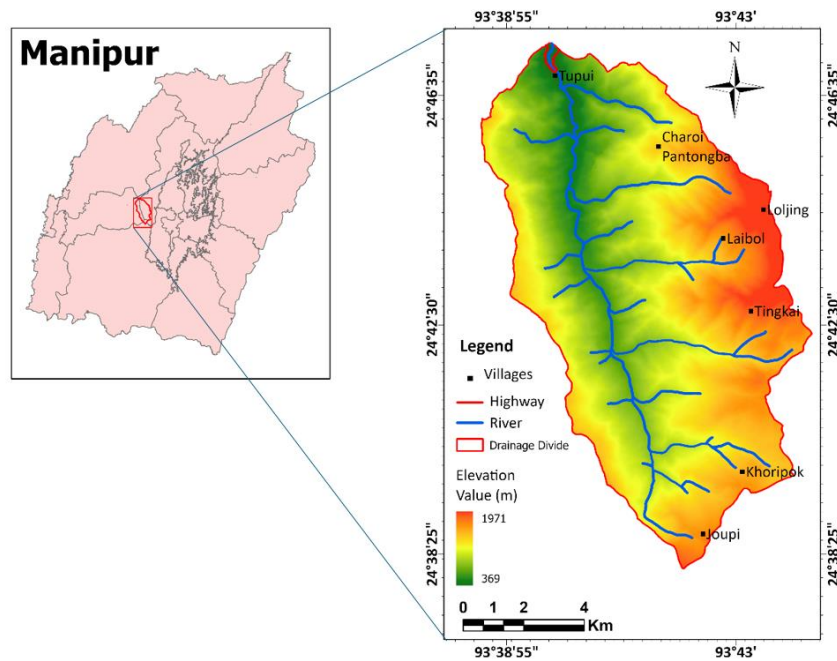 Manipur
93°38'55"
93°43'
24°46'35"
24°46'35"
N
Tupui
Charoi
Pantongba
Loljing
Laibol
Tingkai
24°42'30"
24°42'30"
Legend
Villages
Highway
River
Drainage Divide
Elevation
Value (m)
1971
369
Khoripok
Joupi
24°38'25"
24°38'25"
0 1 2 4
Km
93°38'55"
93°43'